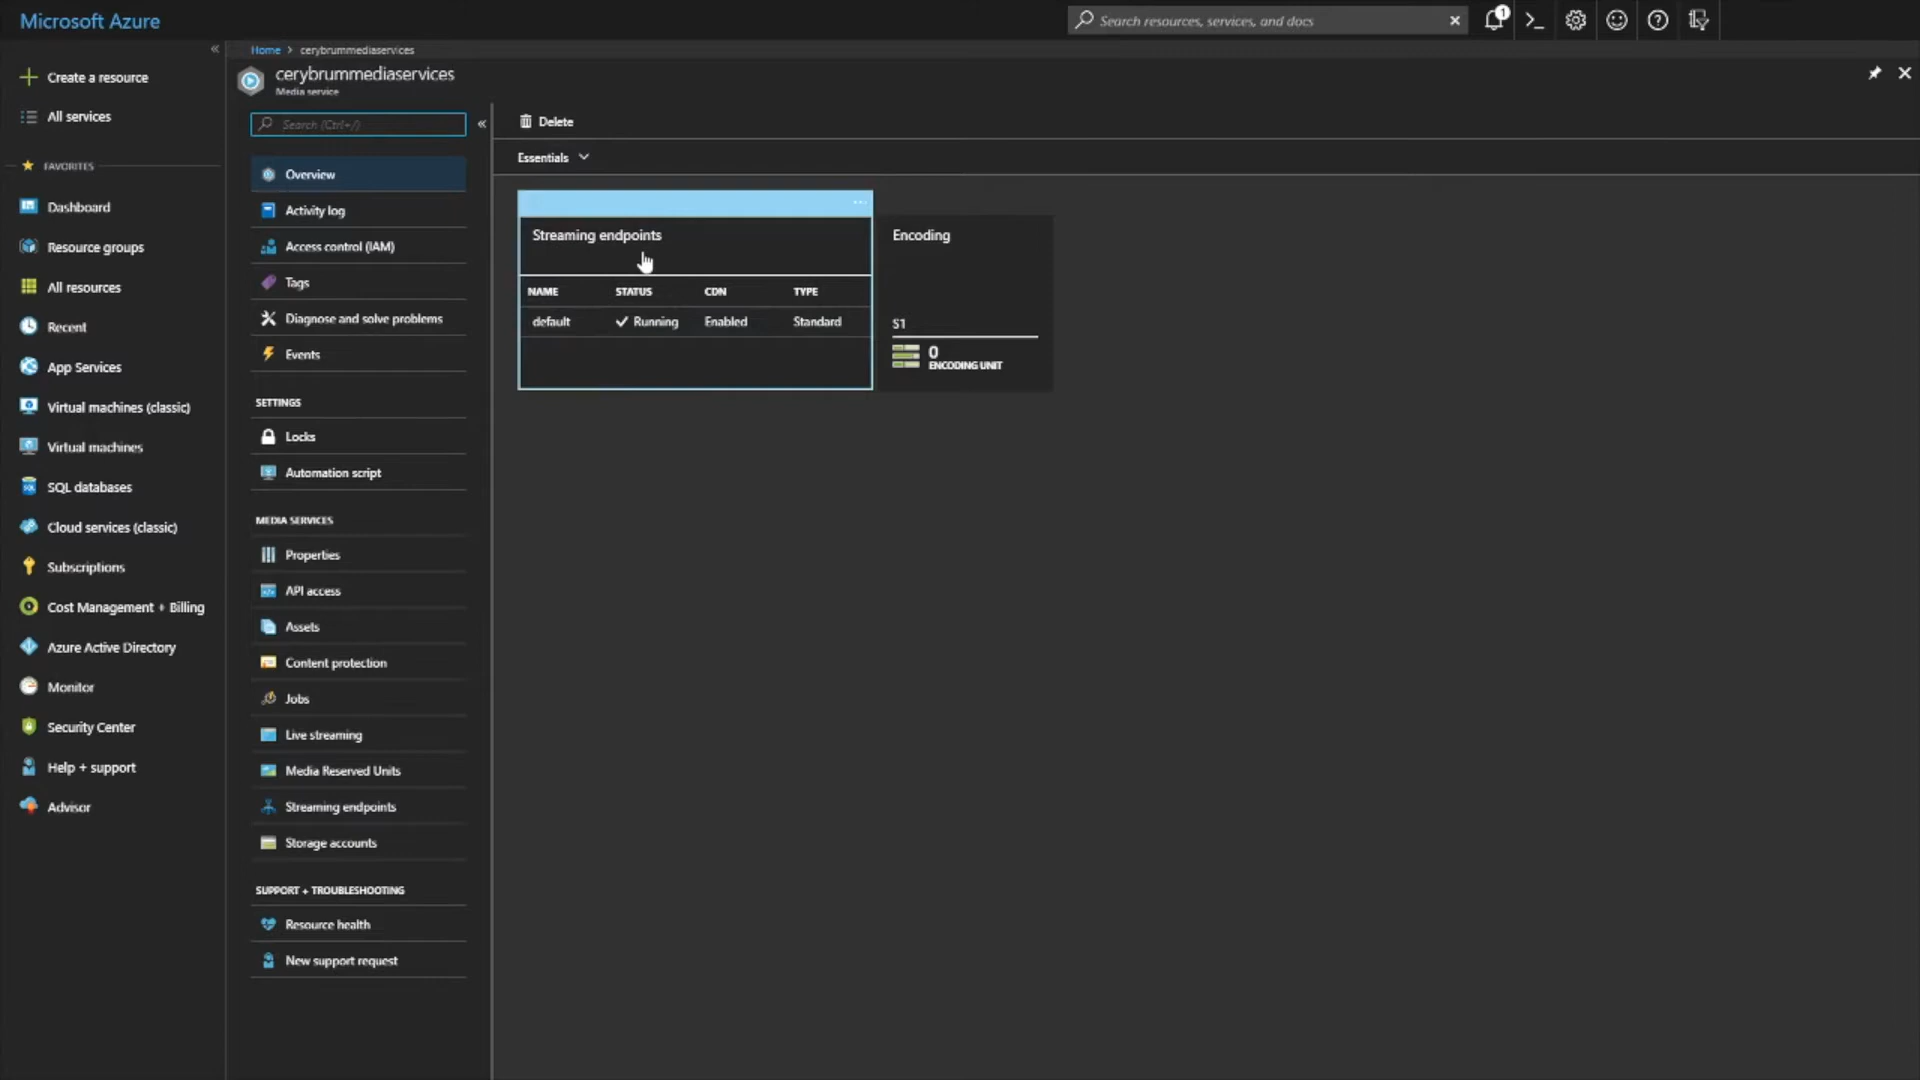 Microsoft Azure
Search resources, services, and docs
1
Home > cerybrummediaservices
cerybrummediaservices
Media service
Create a resource
All services
FAVORITES
Dashboard
Resource groups
All resources
Recent
App Services
Virtual machines (classic)
Virtual machines
SQL databases
Cloud services (classic)
Subscriptions
Cost Management + Billing
Azure Active Directory
Monitor
Security Center
Help + support
Advisor
Search (Ctrl+/)
Overview
Activity log
Access control (IAM)
Tags
Diagnose and solve problems
Events
SETTINGS
Locks
Automation script
MEDIA SERVICES
Properties
API access
Assets
Content protection
Jobs
Live streaming
Media Reserved Units
Streaming endpoints
Storage accounts
SUPPORT + TROUBLESHOOTING
Resource health
New support request
Delete
Essentials
Streaming endpoints
NAME STATUS CDN TYPE
default Running Enabled Standard
Encoding
S1
0
ENCODING UNIT